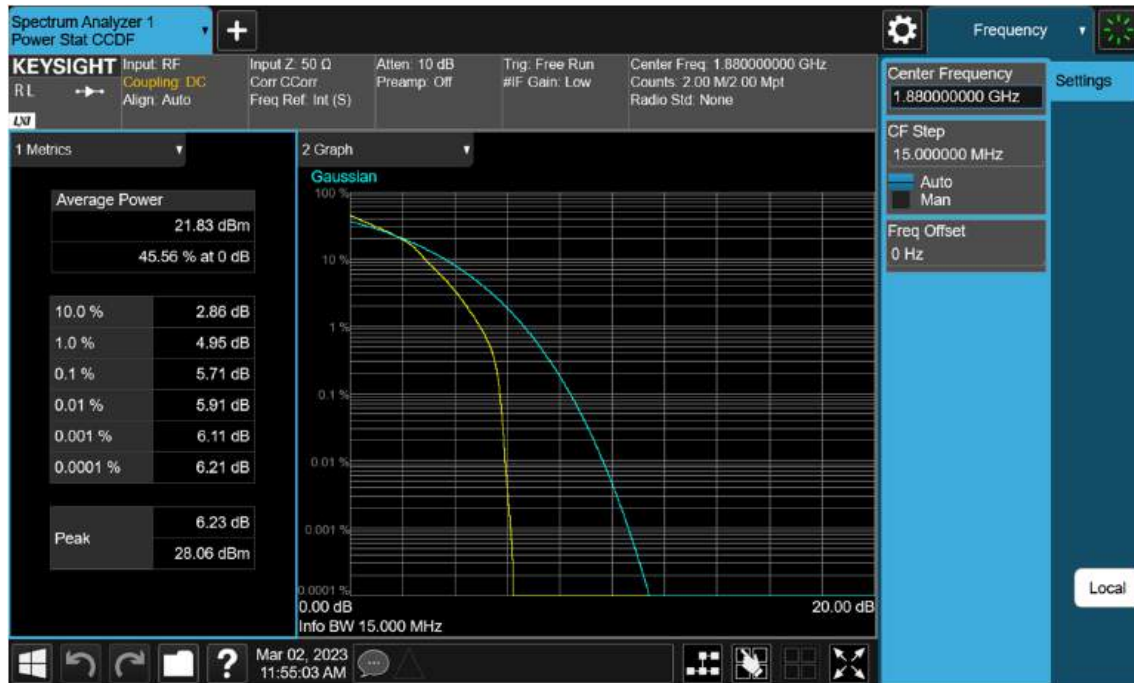 Spectrum Analyzer 1
Power Stat CCDF
Frequency
KEYSIGHT
RL
LXI
Input: RF
Coupling: DC
Align: Auto
Input Z: 50 Ω
Corr CCorr
Freq Ref: Int (S)
Atten: 10 dB
Preamp: Off
Trig: Free Run
#IF Gain: Low
Center Freq: 1.880000000 GHz
Counts: 2.00 M/2.00 Mpt
Radio Std: None
Center Frequency
1.880000000 GHz
Settings
CF Step
15.000000 MHz
Auto
Man
Freq Offset
0 Hz
1 Metrics
Average Power
21.83 dBm
45.56 % at 0 dB
10.0 % 2.86 dB
1.0 % 4.95 dB
0.1 % 5.71 dB
0.01 % 5.91 dB
0.001 % 6.11 dB
0.0001 % 6.21 dB
Peak
6.23 dB
28.06 dBm
2 Graph
Gaussian
100 %
10 %
1 %
0.1 %
0.01 %
0.001 %
0.0001 %
0.00 dB 20.00 dB
Info BW 15.000 MHz
Local
?
Mar 02, 2023
11:55:03 AM